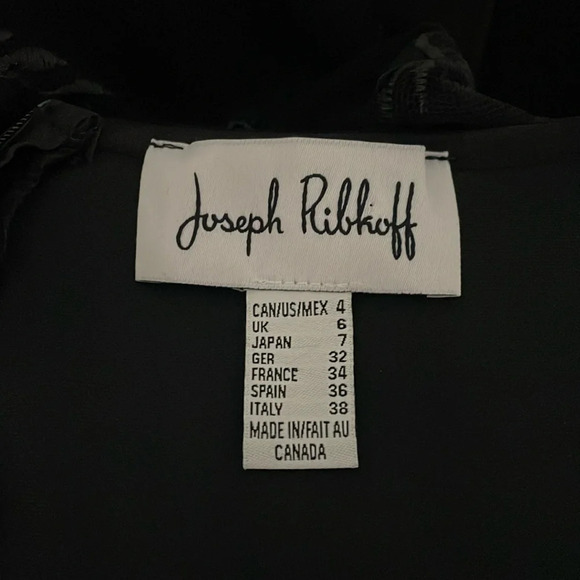 Joseph Ribkoff
CAN/US/MEX 4
UK 6
JAPAN 7
GER 32
FRANCE 34
SPAIN 36
ITALY 38
MADE IN/FAIT AU
CANADA